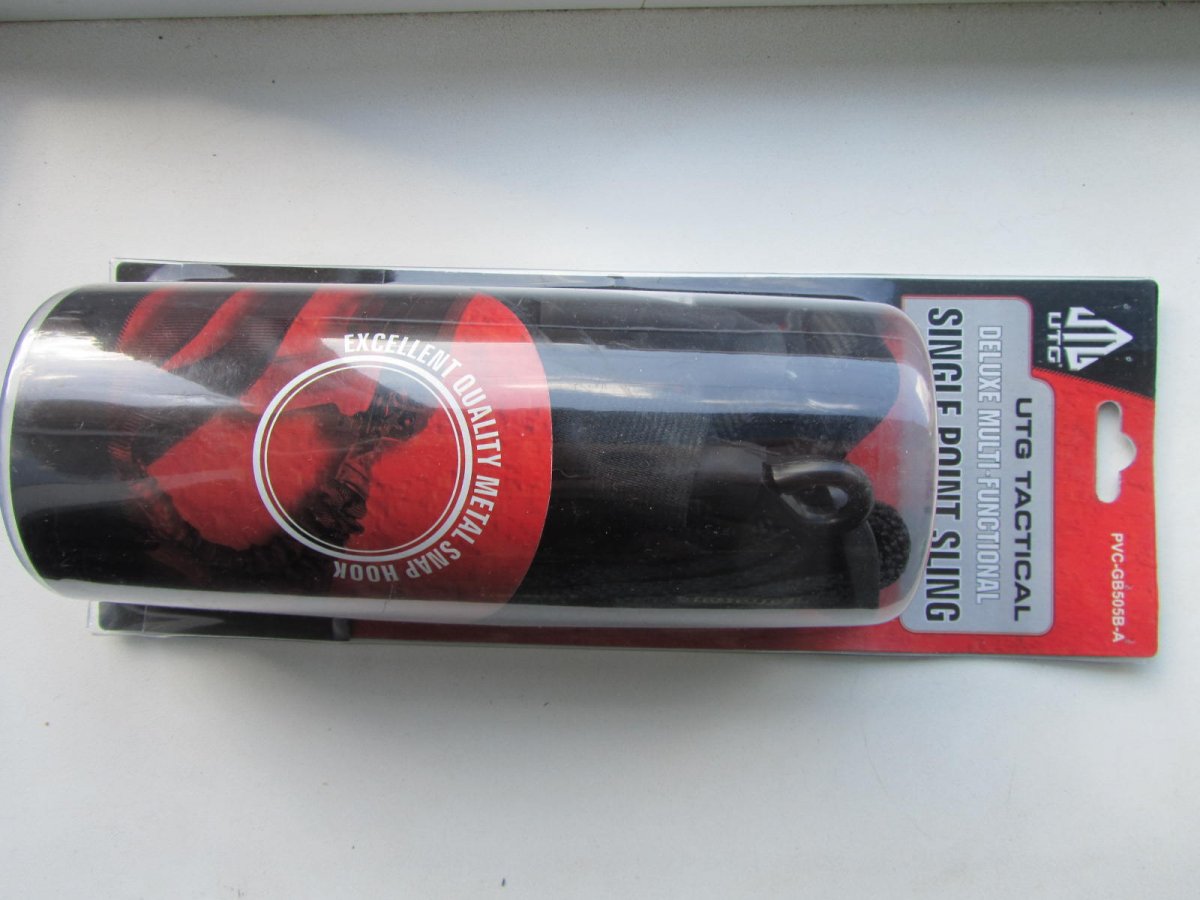 UTG
UTG TACTICAL
DELUXE MULTI-FUNCTIONAL
SINGLE POINT SLING
PVC-GB505B-A
EXCELLENT QUALITY METAL SNAP HOOK